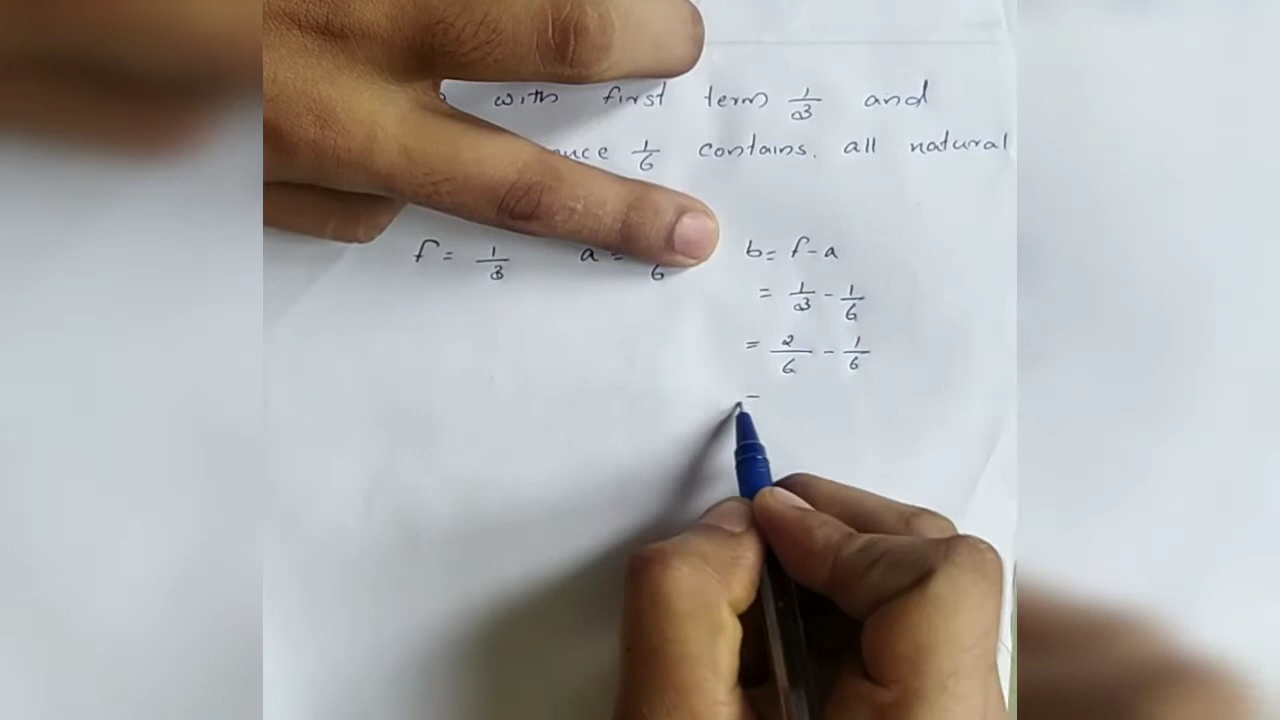 with first term 1/3 and
1/6 contains. all natural
f = 1/3 a = 6 b = f - a
= 1/3 - 1/6
= 2/6 - 1/6
=